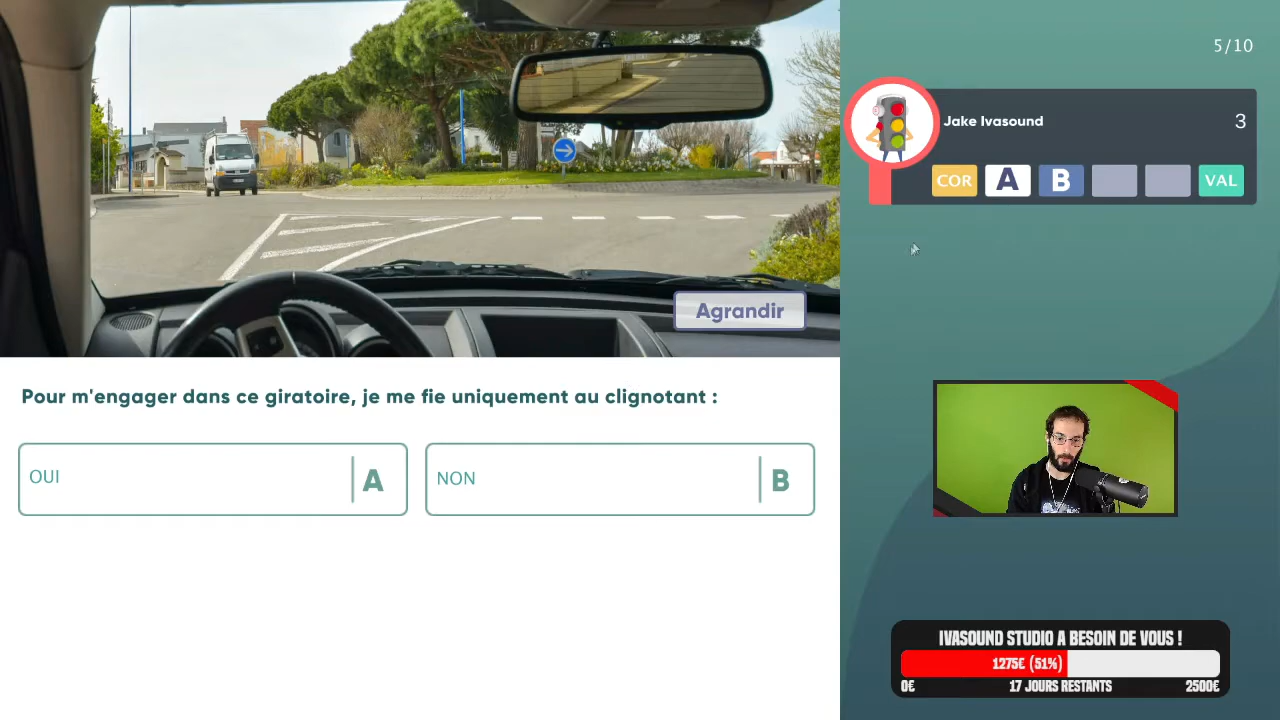 5/10
Jake Ivasound
3
COR
A
B
VAL
Agrandir
Pour m'engager dans ce giratoire, je me fie uniquement au clignotant :
OUI
A
NON
B
IVASOUND STUDIO A BESOIN DE VOUS !
1275€ (51%)
0€
17 JOURS RESTANTS
2500€